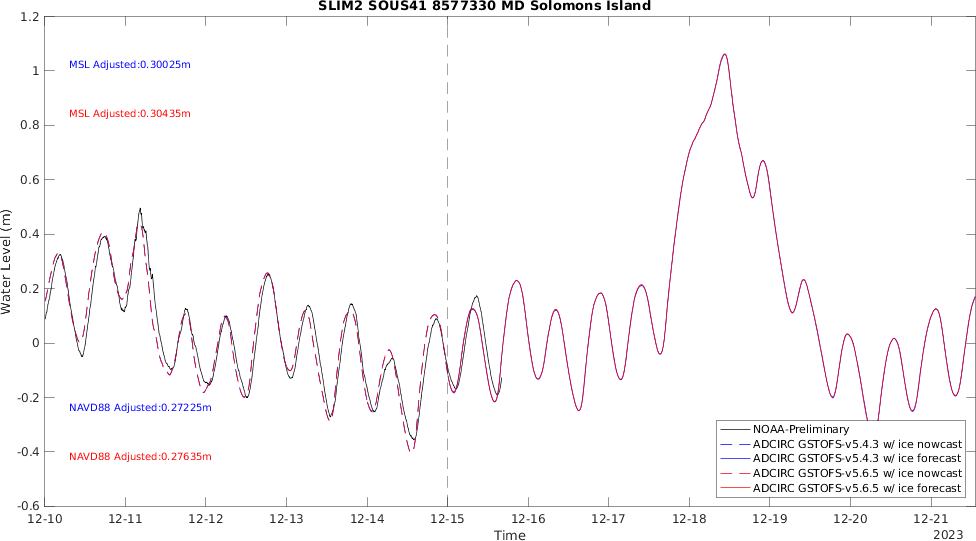 SLIM2 SOUS41 8577330 MD Solomons Island
1.2
1
0.8
0.6
0.4
0.2
0
-0.2
-0.4
-0.6
Water Level (m)
MSL Adjusted:0.30025m
MSL Adjusted:0.30435m
NAVD88 Adjusted:0.27225m
NAVD88 Adjusted:0.27635m
NOAA-Preliminary
ADCIRC GSTOFS-v5.4.3 w/ ice nowcast
ADCIRC GSTOFS-v5.4.3 w/ ice forecast
ADCIRC GSTOFS-v5.6.5 w/ ice nowcast
ADCIRC GSTOFS-v5.6.5 w/ ice forecast
12-10 12-11 12-12 12-13 12-14 12-15 12-16 12-17 12-18 12-19 12-20 12-21
Time
2023